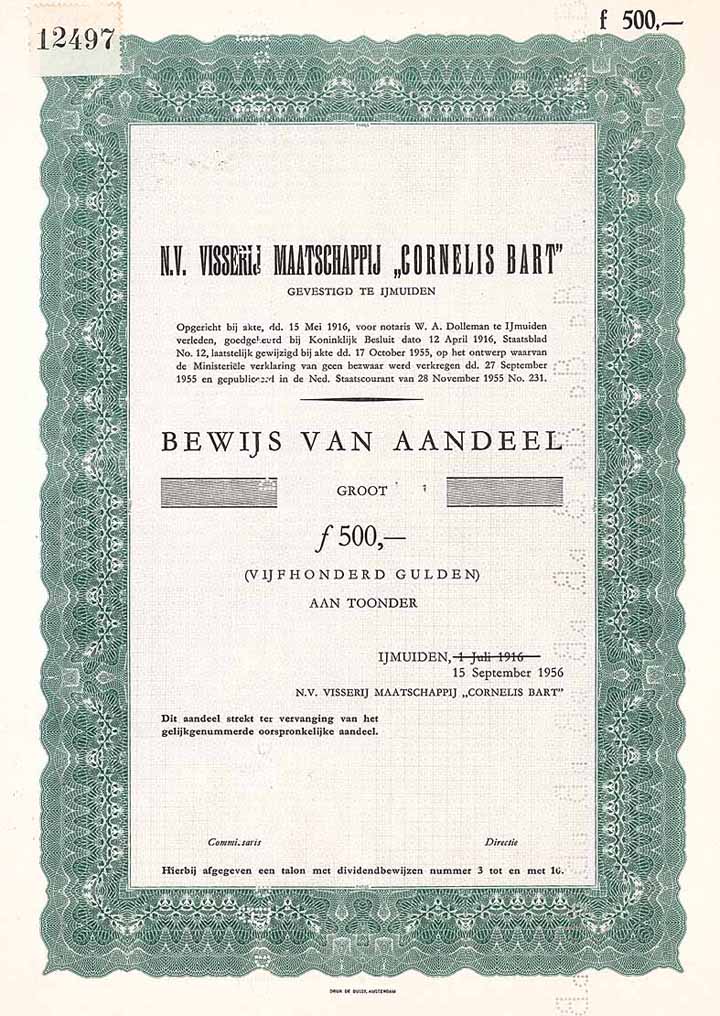 12497
f 500,—
N.V. VISSERIJ MAATSCHAPPIJ „CORNELIS BART”
GEVESTIGD TE IJMUIDEN
Opgericht bij akte, dd. 15 Mei 1916, voor notaris W. A. Dolleman te IJmuiden
verleden, goedgekeurd bij Koninklijk Besluit dato 12 April 1916, Staatsblad
No. 12, laatstelijk gewijzigd bij akte dd. 17 October 1955, op het ontwerp waarvan
de Ministeriële verklaring van geen bezwaar werd verkregen dd. 27 September
1955 en gepubliceerd in de Ned. Staatscourant van 28 November 1955 No. 231.
BEWIJS VAN AANDEEL
GROOT
f 500,—
(VIJFHONDERD GULDEN)
AAN TOONDER
IJMUIDEN, 1 Juli 1916
15 September 1956
N.V. VISSERIJ MAATSCHAPPIJ „CORNELIS BART”
Dit aandeel strekt ter vervanging van het
gelijkgenummerde oorspronkelijke aandeel.
Commissaris Directie
Hierbij afgegeven een talon met dividendbewijzen nummer 3 tot en met 10.
DRUK DE BUSSY, AMSTERDAM